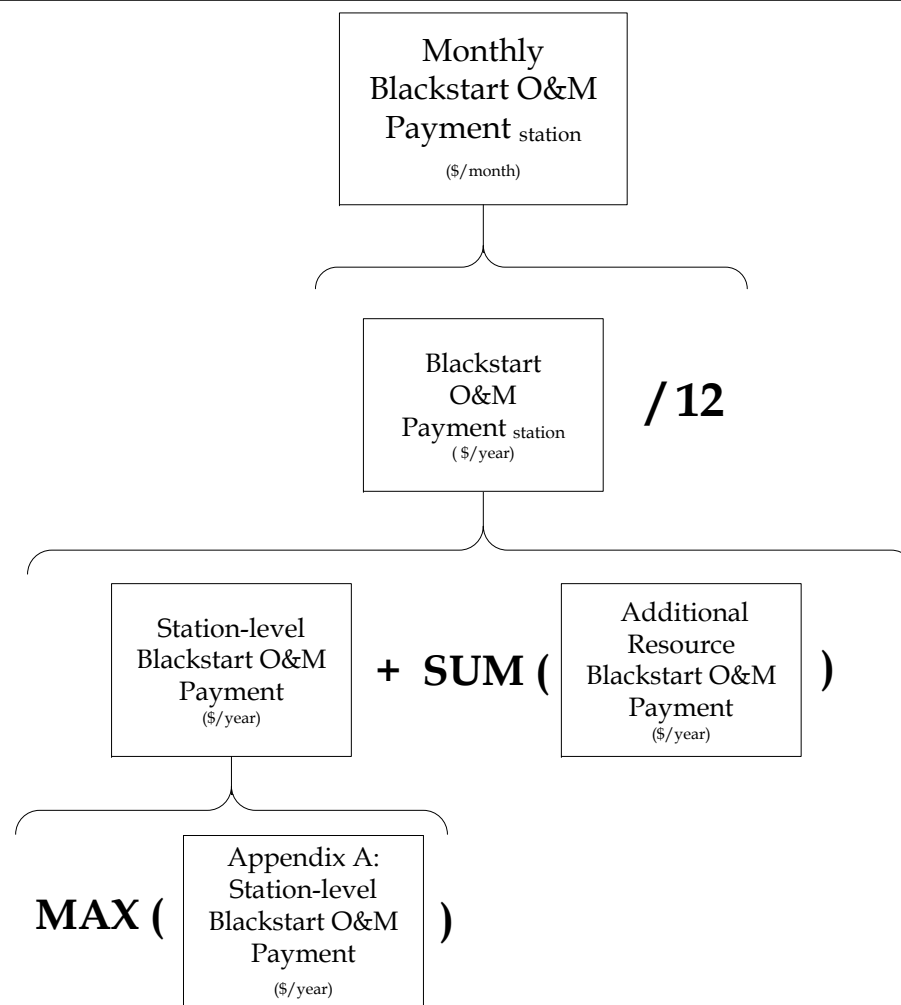 Monthly
Blackstart O&M
Payment station
($/month)
Blackstart
O&M
Payment station
( $/year)
/ 12
Station-level
Blackstart O&M
Payment
($/year)
+ SUM (
Additional
Resource
Blackstart O&M
Payment
($/year)
)
MAX (
Appendix A:
Station-level
Blackstart O&M
Payment
($/year)
)